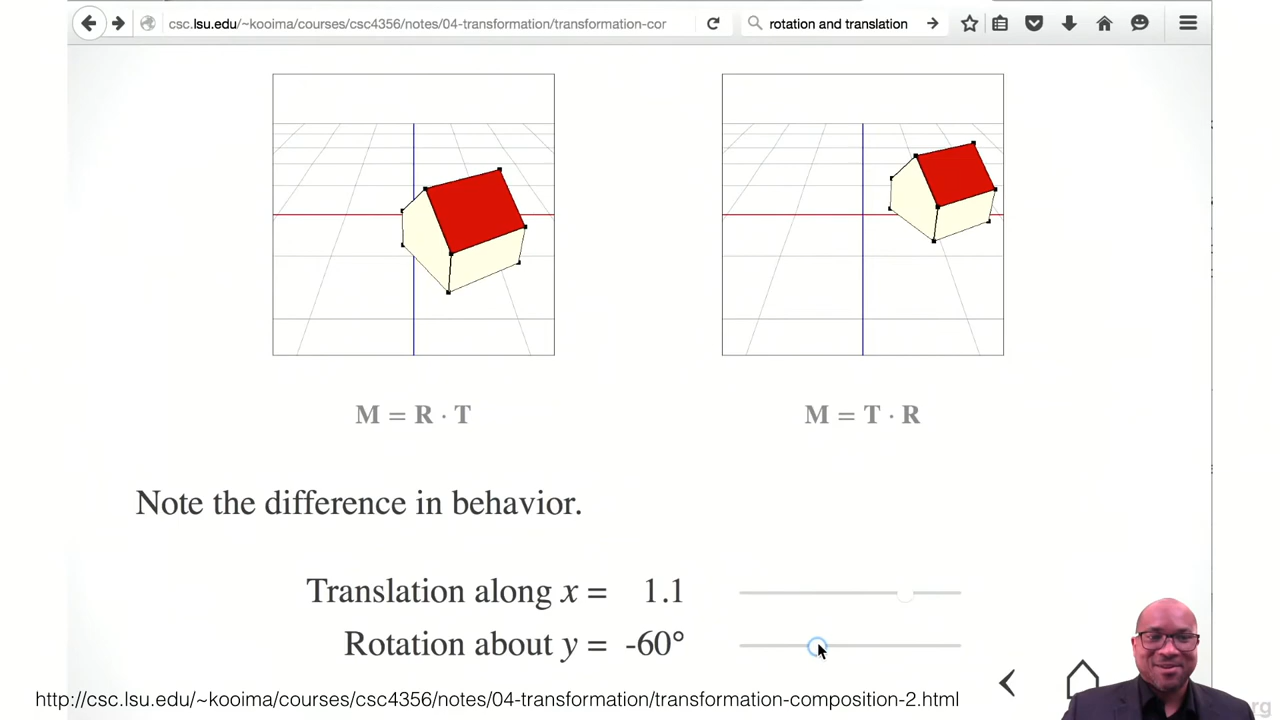 csc.lsu.edu/~kooima/courses/csc4356/notes/04-transformation/transformation-cor
rotation and translation
M = R · T
M = T · R
Note the difference in behavior.
Translation along x = 1.1
Rotation about y = -60°
http://csc.lsu.edu/~kooima/courses/csc4356/notes/04-transformation/transformation-composition-2.html
rg